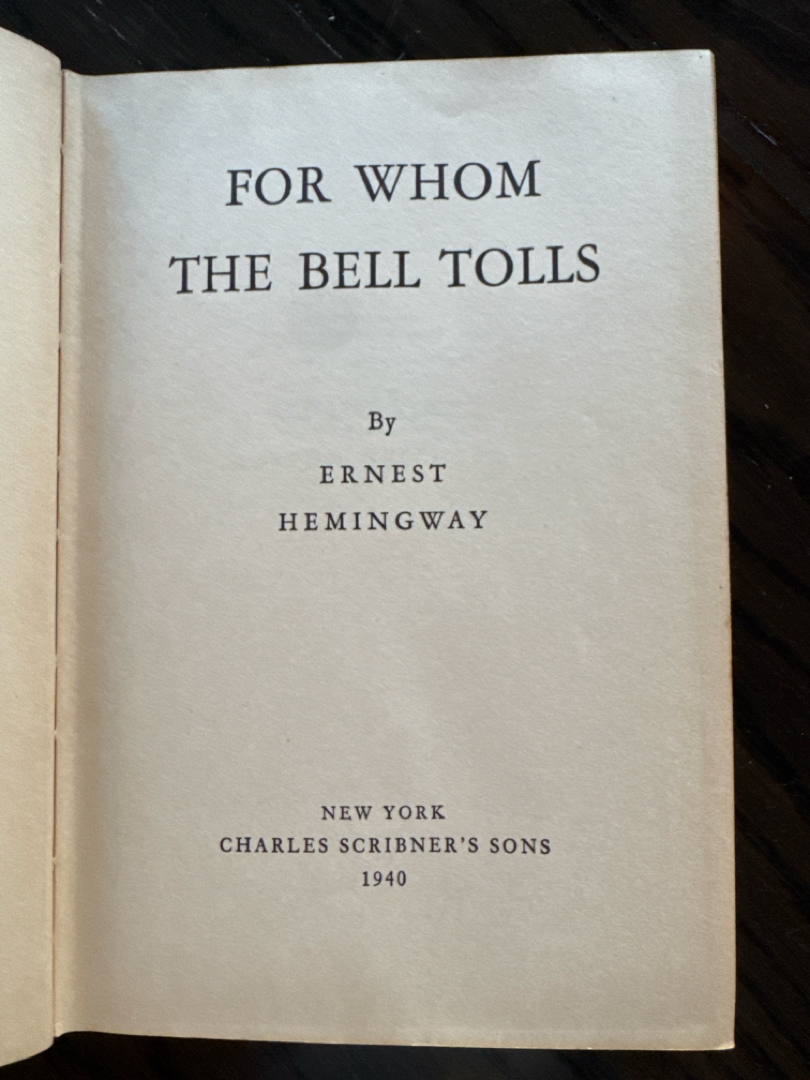 FOR WHOM
THE BELL TOLLS
By
ERNEST
HEMINGWAY
NEW YORK
CHARLES SCRIBNER'S SONS
1940